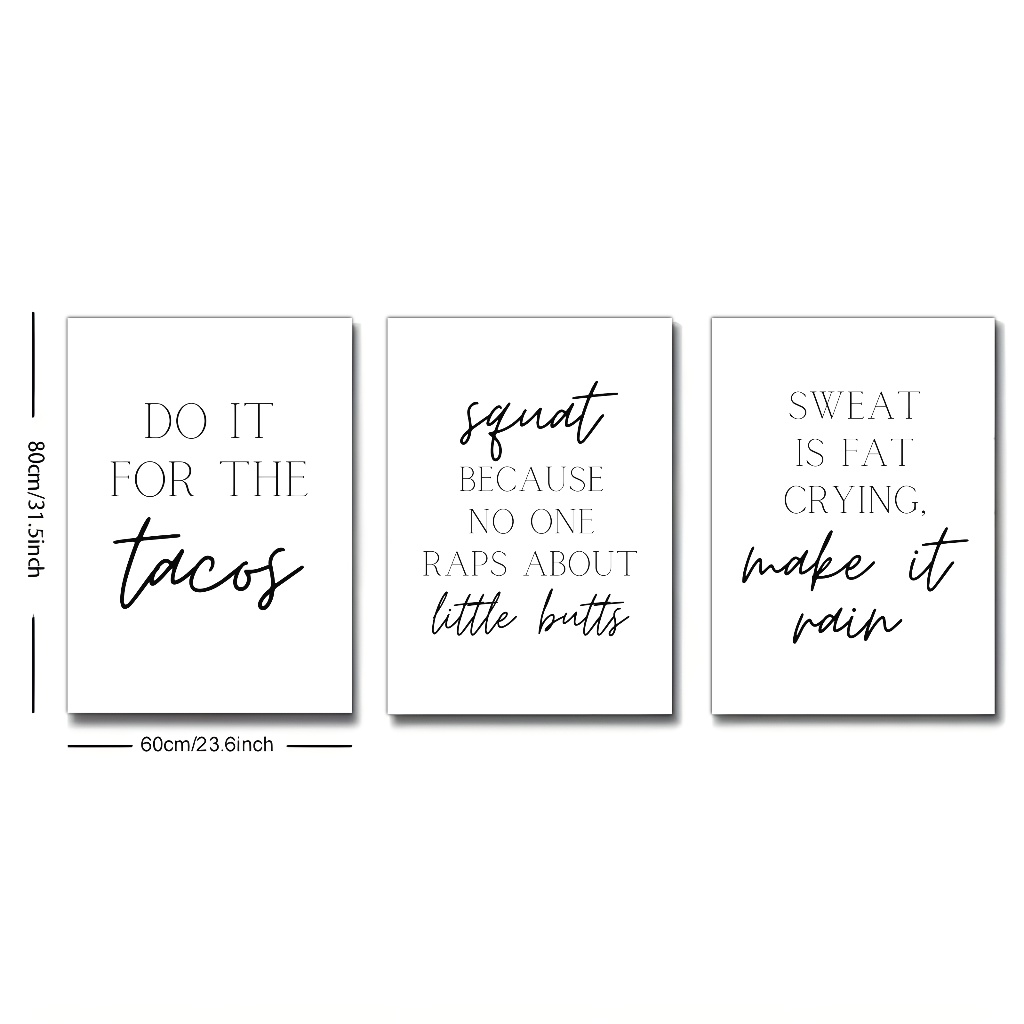 DO IT
FOR THE
tacos
squat
BECAUSE
NO ONE
RAPS ABOUT
little butts
SWEAT
IS FAT
CRYING,
make it
rain
80cm/31.5inch
60cm/23.6inch